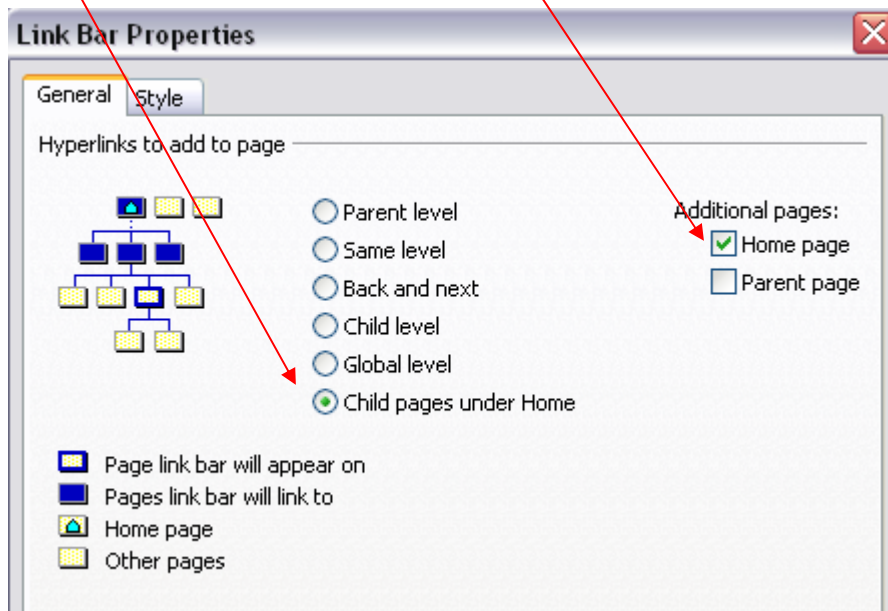 Link Bar Properties
General Style
Hyperlinks to add to page
Parent level
Same level
Back and next
Child level
Global level
Child pages under Home
Additional pages:
Home page
Parent page
Page link bar will appear on
Pages link bar will link to
Home page
Other pages